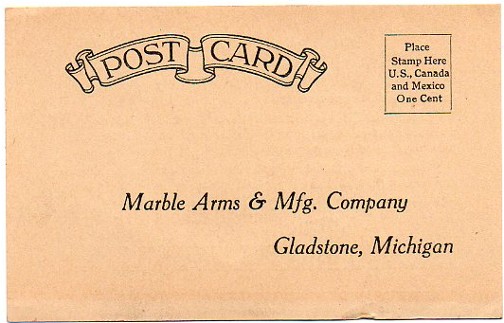 POST CARD
Place
Stamp Here
U.S., Canada
and Mexico
One Cent
Marble Arms & Mfg. Company
Gladstone, Michigan